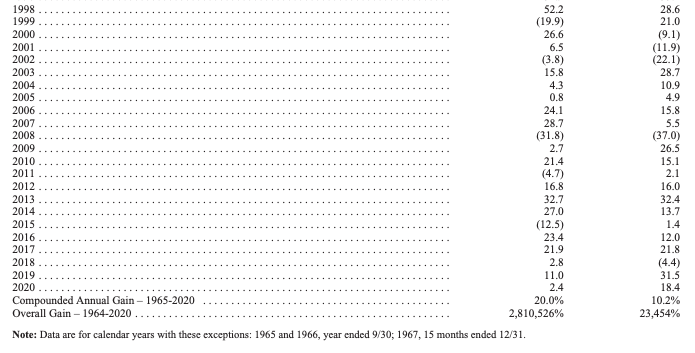 1998 . . . . . . . . . . . . . . . . . . . . . . . . . . . . . . . . . . . . . . . . 52.2 28.6
1999 . . . . . . . . . . . . . . . . . . . . . . . . . . . . . . . . . . . . . . . . (19.9) 21.0
2000 . . . . . . . . . . . . . . . . . . . . . . . . . . . . . . . . . . . . . . . . 26.6 (9.1)
2001 . . . . . . . . . . . . . . . . . . . . . . . . . . . . . . . . . . . . . . . . 6.5 (11.9)
2002 . . . . . . . . . . . . . . . . . . . . . . . . . . . . . . . . . . . . . . . . (3.8) (22.1)
2003 . . . . . . . . . . . . . . . . . . . . . . . . . . . . . . . . . . . . . . . . 15.8 28.7
2004 . . . . . . . . . . . . . . . . . . . . . . . . . . . . . . . . . . . . . . . . 4.3 10.9
2005 . . . . . . . . . . . . . . . . . . . . . . . . . . . . . . . . . . . . . . . . 0.8 4.9
2006 . . . . . . . . . . . . . . . . . . . . . . . . . . . . . . . . . . . . . . . . 24.1 15.8
2007 . . . . . . . . . . . . . . . . . . . . . . . . . . . . . . . . . . . . . . . . 28.7 5.5
2008 . . . . . . . . . . . . . . . . . . . . . . . . . . . . . . . . . . . . . . . . (31.8) (37.0)
2009 . . . . . . . . . . . . . . . . . . . . . . . . . . . . . . . . . . . . . . . . 2.7 26.5
2010 . . . . . . . . . . . . . . . . . . . . . . . . . . . . . . . . . . . . . . . . 21.4 15.1
2011 . . . . . . . . . . . . . . . . . . . . . . . . . . . . . . . . . . . . . . . . (4.7) 2.1
2012 . . . . . . . . . . . . . . . . . . . . . . . . . . . . . . . . . . . . . . . . 16.8 16.0
2013 . . . . . . . . . . . . . . . . . . . . . . . . . . . . . . . . . . . . . . . . 32.7 32.4
2014 . . . . . . . . . . . . . . . . . . . . . . . . . . . . . . . . . . . . . . . . 27.0 13.7
2015 . . . . . . . . . . . . . . . . . . . . . . . . . . . . . . . . . . . . . . . . (12.5) 1.4
2016 . . . . . . . . . . . . . . . . . . . . . . . . . . . . . . . . . . . . . . . . 23.4 12.0
2017 . . . . . . . . . . . . . . . . . . . . . . . . . . . . . . . . . . . . . . . . 21.9 21.8
2018 . . . . . . . . . . . . . . . . . . . . . . . . . . . . . . . . . . . . . . . . 2.8 (4.4)
2019 . . . . . . . . . . . . . . . . . . . . . . . . . . . . . . . . . . . . . . . . 11.0 31.5
2020 . . . . . . . . . . . . . . . . . . . . . . . . . . . . . . . . . . . . . . . . 2.4 18.4
Compounded Annual Gain – 1965-2020 . . . . . . . . . . . . . . . . . . . . 20.0% 10.2%
Overall Gain – 1964-2020 . . . . . . . . . . . . . . . . . . . . . . . . . . . . 2,810,526% 23,454%
Note: Data are for calendar years with these exceptions: 1965 and 1966, year ended 9/30; 1967, 15 months ended 12/31.